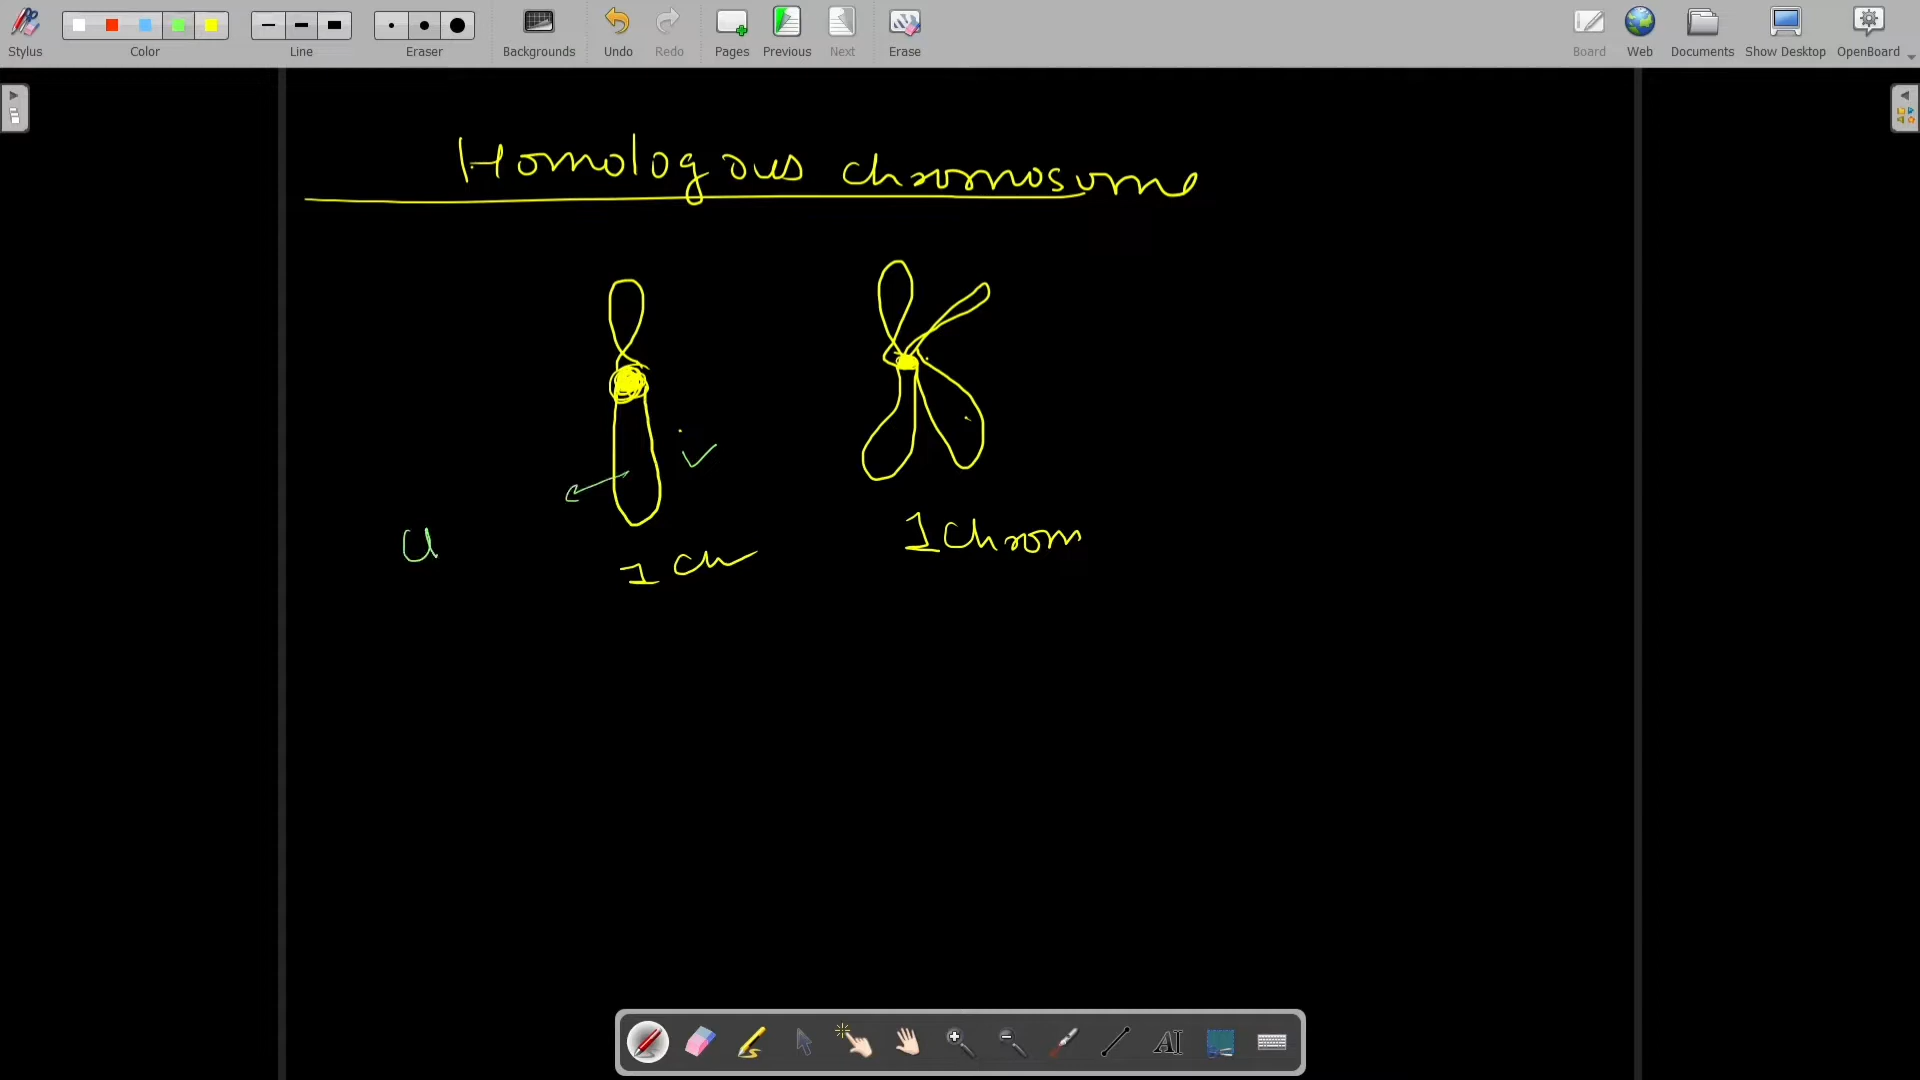 Stylus Color Line Eraser Backgrounds Undo Redo Pages Previous Next Erase Board Web Documents Show Desktop OpenBoard
Homologous chromosome
1 Chrom
1 Ch